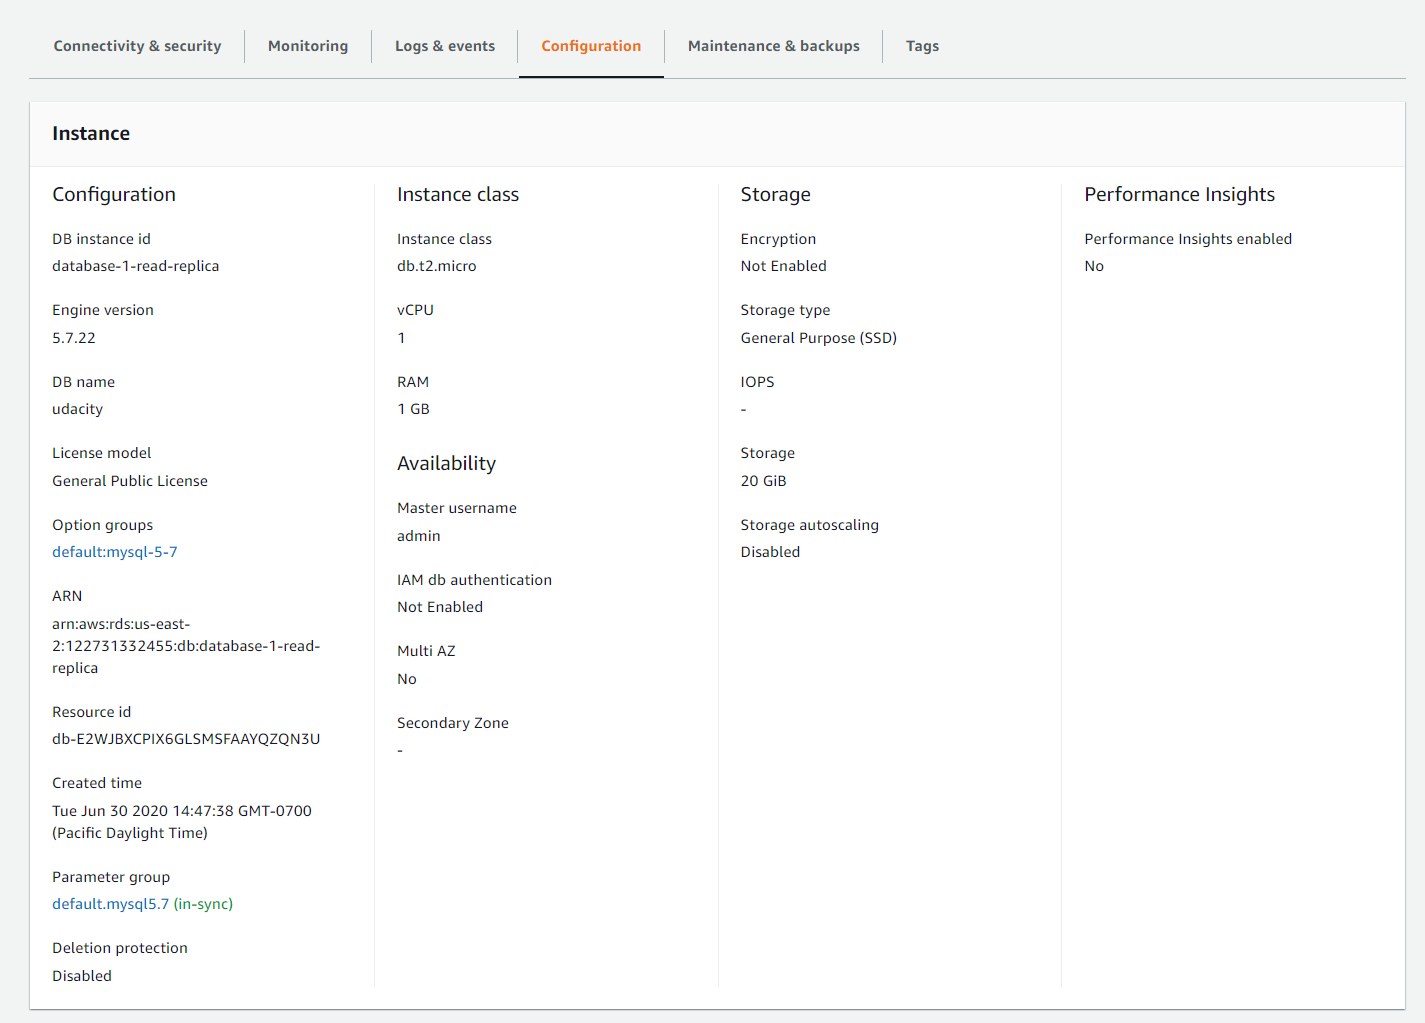 Connectivity & security
Monitoring
Logs & events
Configuration
Maintenance & backups
Tags
Instance
Configuration
DB instance id
database-1-read-replica
Engine version
5.7.22
DB name
udacity
License model
General Public License
Option groups
default:mysql-5-7
ARN
arn:aws:rds:us-east-
2:122731332455:db:database-1-read-
replica
Resource id
db-E2WJBXCPIX6GLSMSFAAYQZQN3U
Created time
Tue Jun 30 2020 14:47:38 GMT-0700
(Pacific Daylight Time)
Parameter group
default.mysql5.7 (in-sync)
Deletion protection
Disabled
Instance class
Instance class
db.t2.micro
vCPU
1
RAM
1 GB
Availability
Master username
admin
IAM db authentication
Not Enabled
Multi AZ
No
Secondary Zone
-
Storage
Encryption
Not Enabled
Storage type
General Purpose (SSD)
IOPS
-
Storage
20 GiB
Storage autoscaling
Disabled
Performance Insights
Performance Insights enabled
No